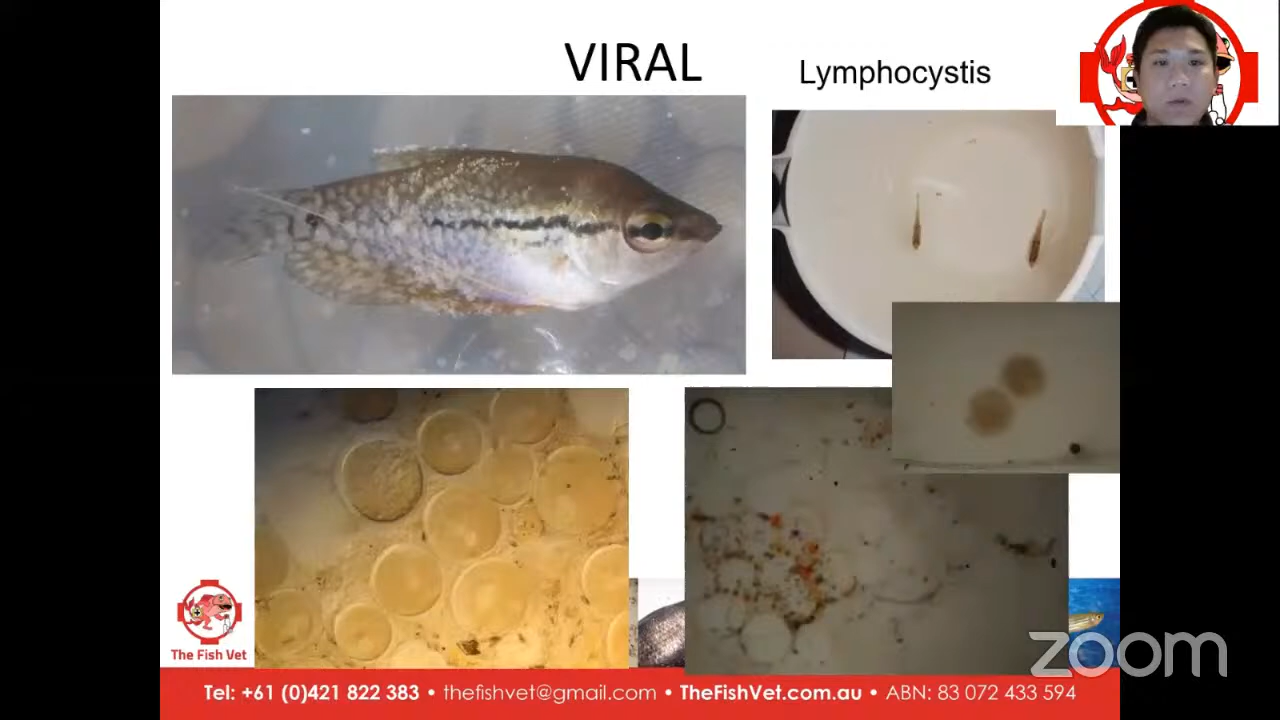 VIRAL
Lymphocystis
The Fish Vet
zoom
Tel: +61 (0)421 822 383 • thefishvet@gmail.com • TheFishVet.com.au • ABN: 83 072 433 594